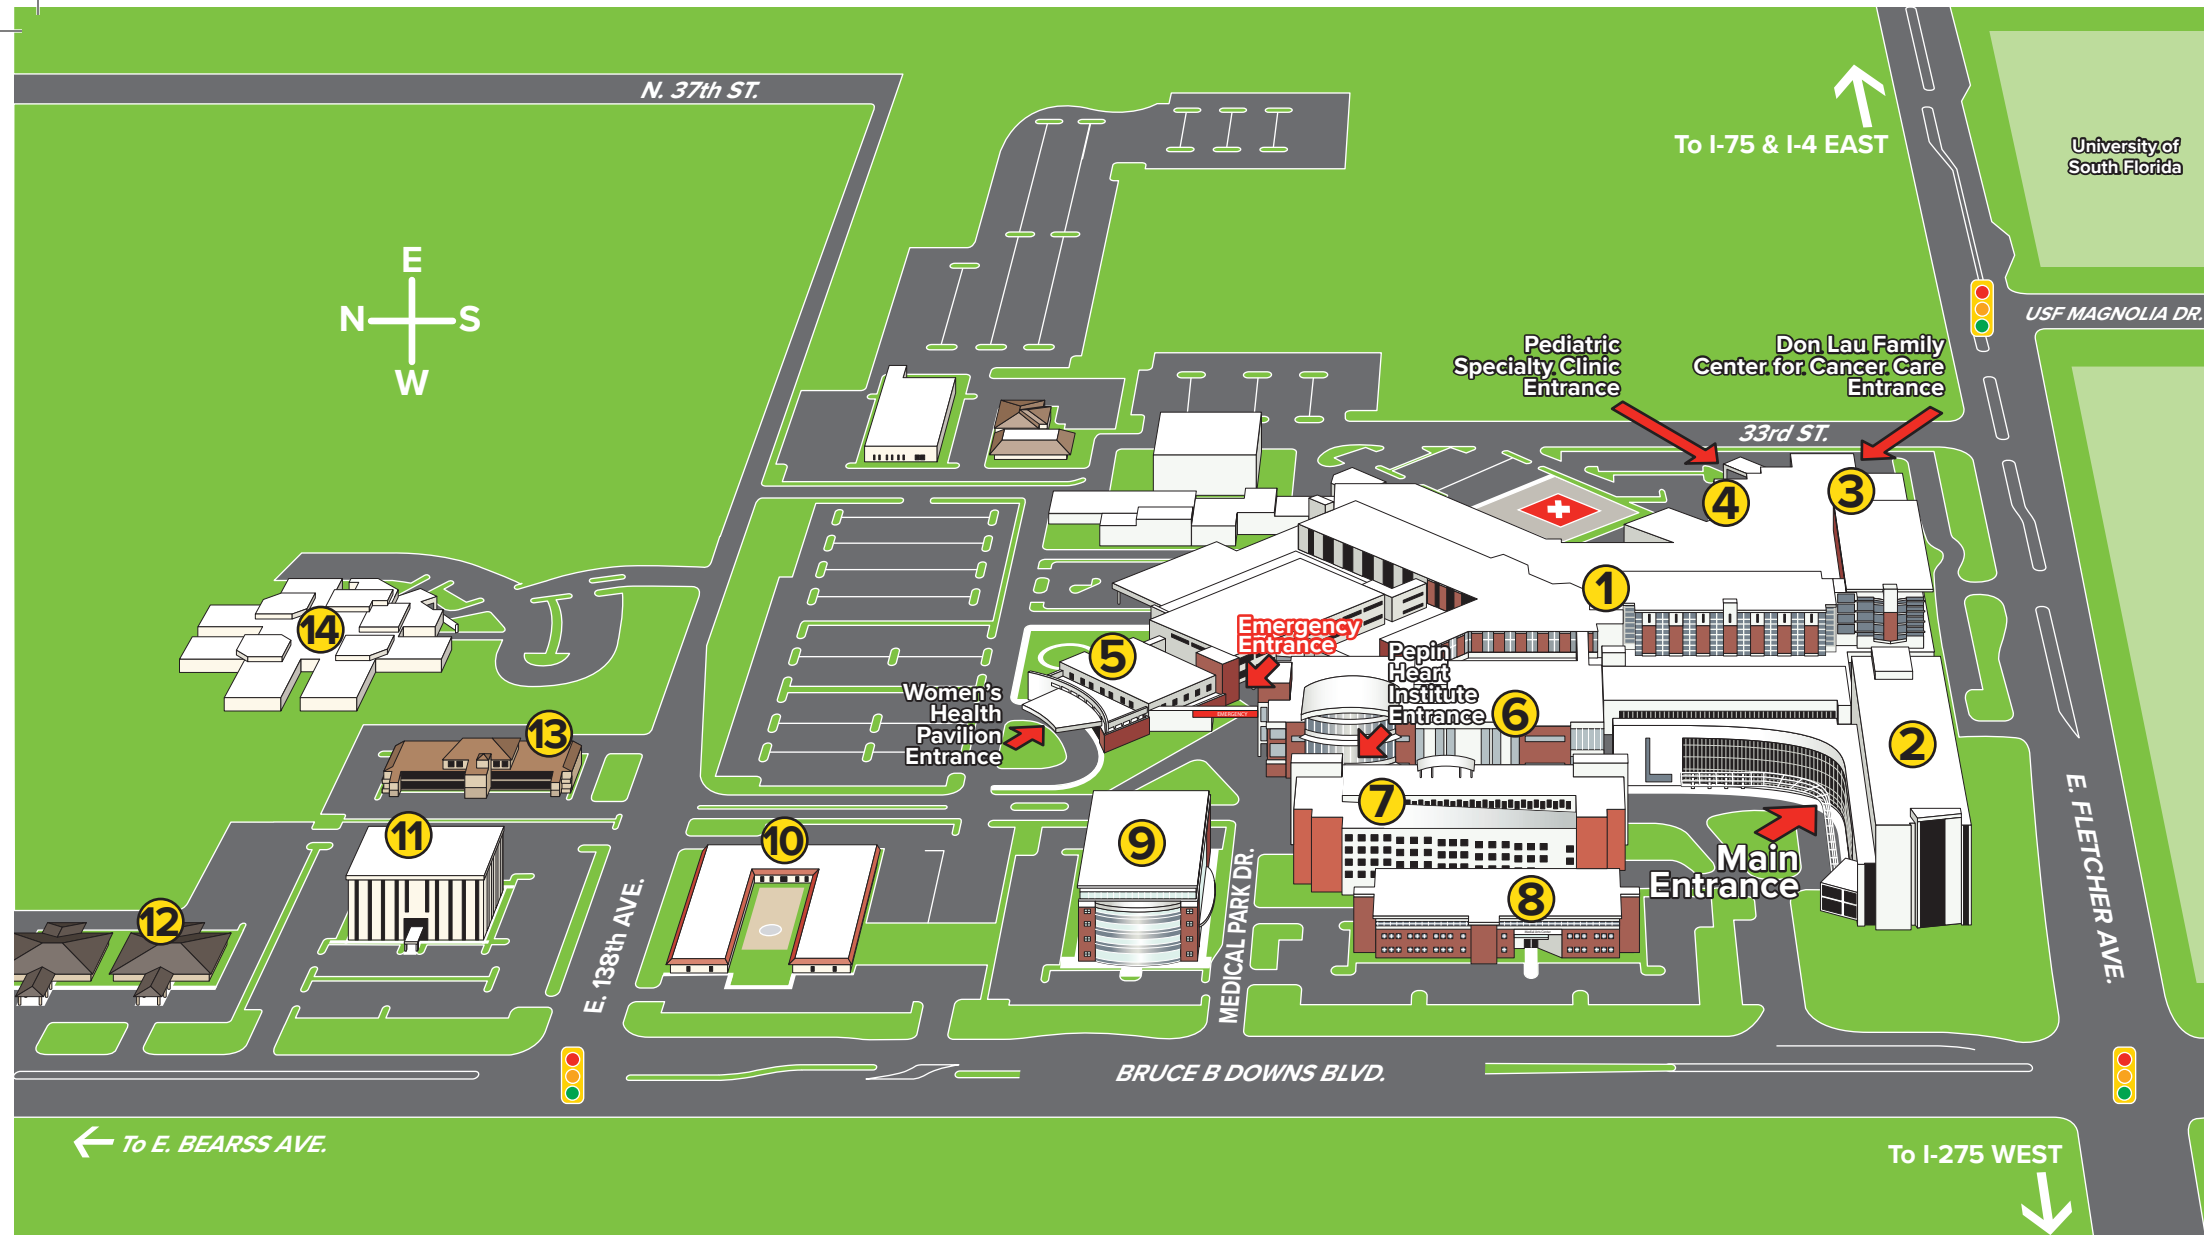 N. 37th ST.
To I-75 & I-4 EAST
University of
South Florida
E
N
S
W
USF MAGNOLIA DR.
Pediatric
Specialty Clinic
Entrance
Don Lau Family
Center for Cancer Care
Entrance
33rd ST.
4
3
1
14
5
Emergency
Entrance
Pepin
Heart
Institute
Entrance
6
Women's
Health
Pavilion
Entrance
EMERGENCY
13
2
7
11
10
9
Main
Entrance
8
12
E. 138th AVE.
MEDICAL PARK DR.
E. FLETCHER AVE.
BRUCE B DOWNS BLVD.
To E. BEARSS AVE.
To I-275 WEST